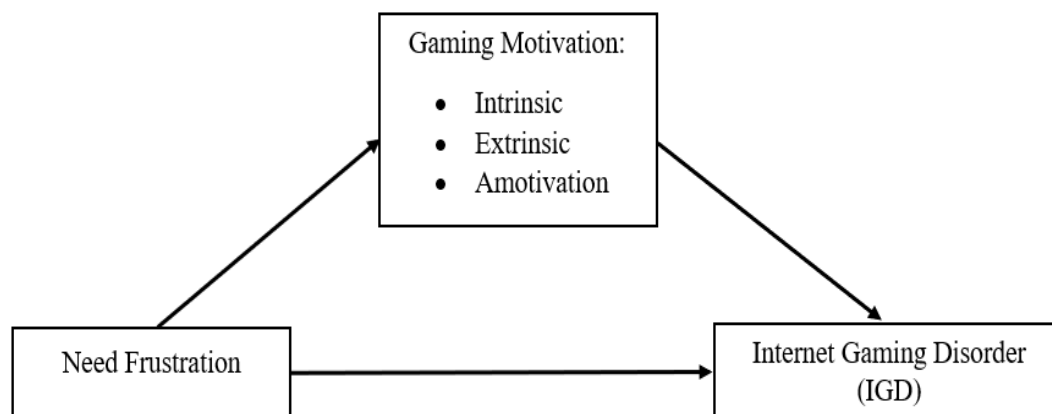 Gaming Motivation:
• Intrinsic
• Extrinsic
• Amotivation
Need Frustration
Internet Gaming Disorder
(IGD)